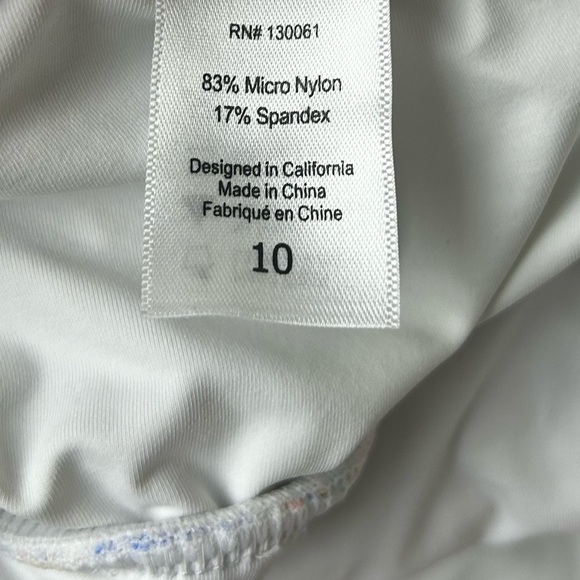 RN# 130061
83% Micro Nylon
17% Spandex
Designed in California
Made in China
Fabriqué en Chine
10